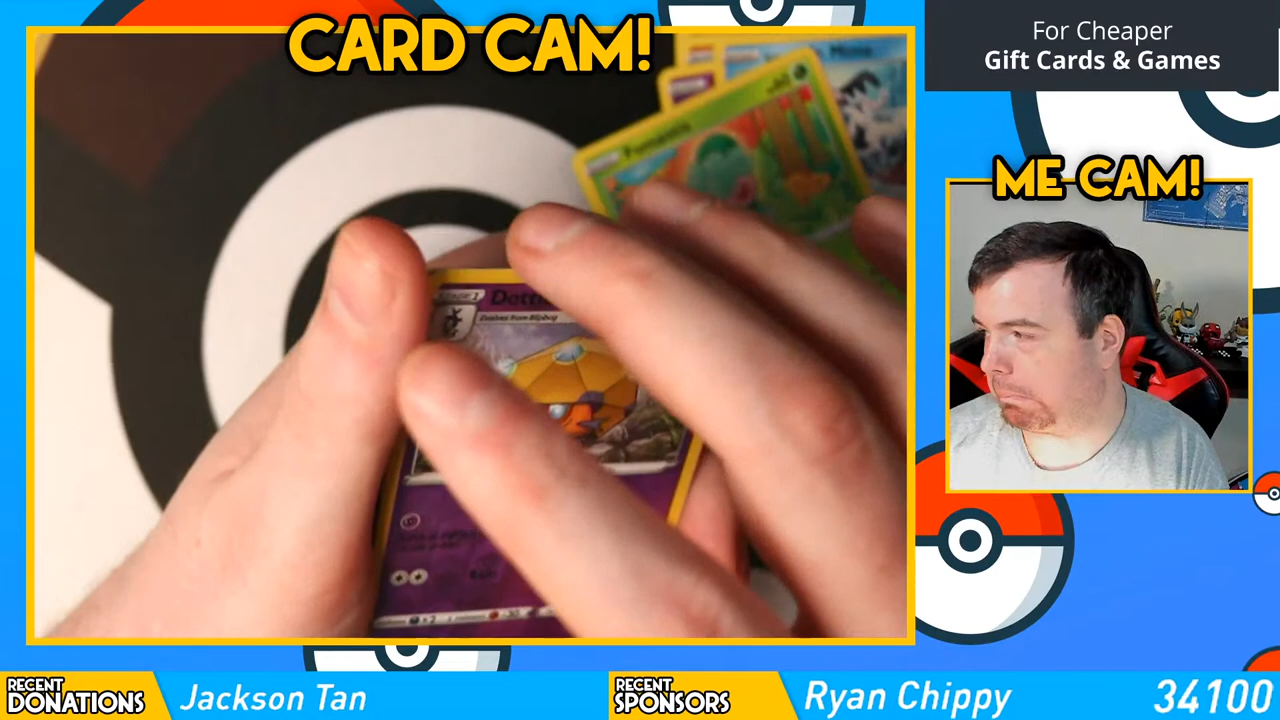 CARD CAM!
For Cheaper
Gift Cards & Games
ME CAM!
RECENT
DONATIONS
Jackson Tan
RECENT
SPONSORS
Ryan Chippy
34100